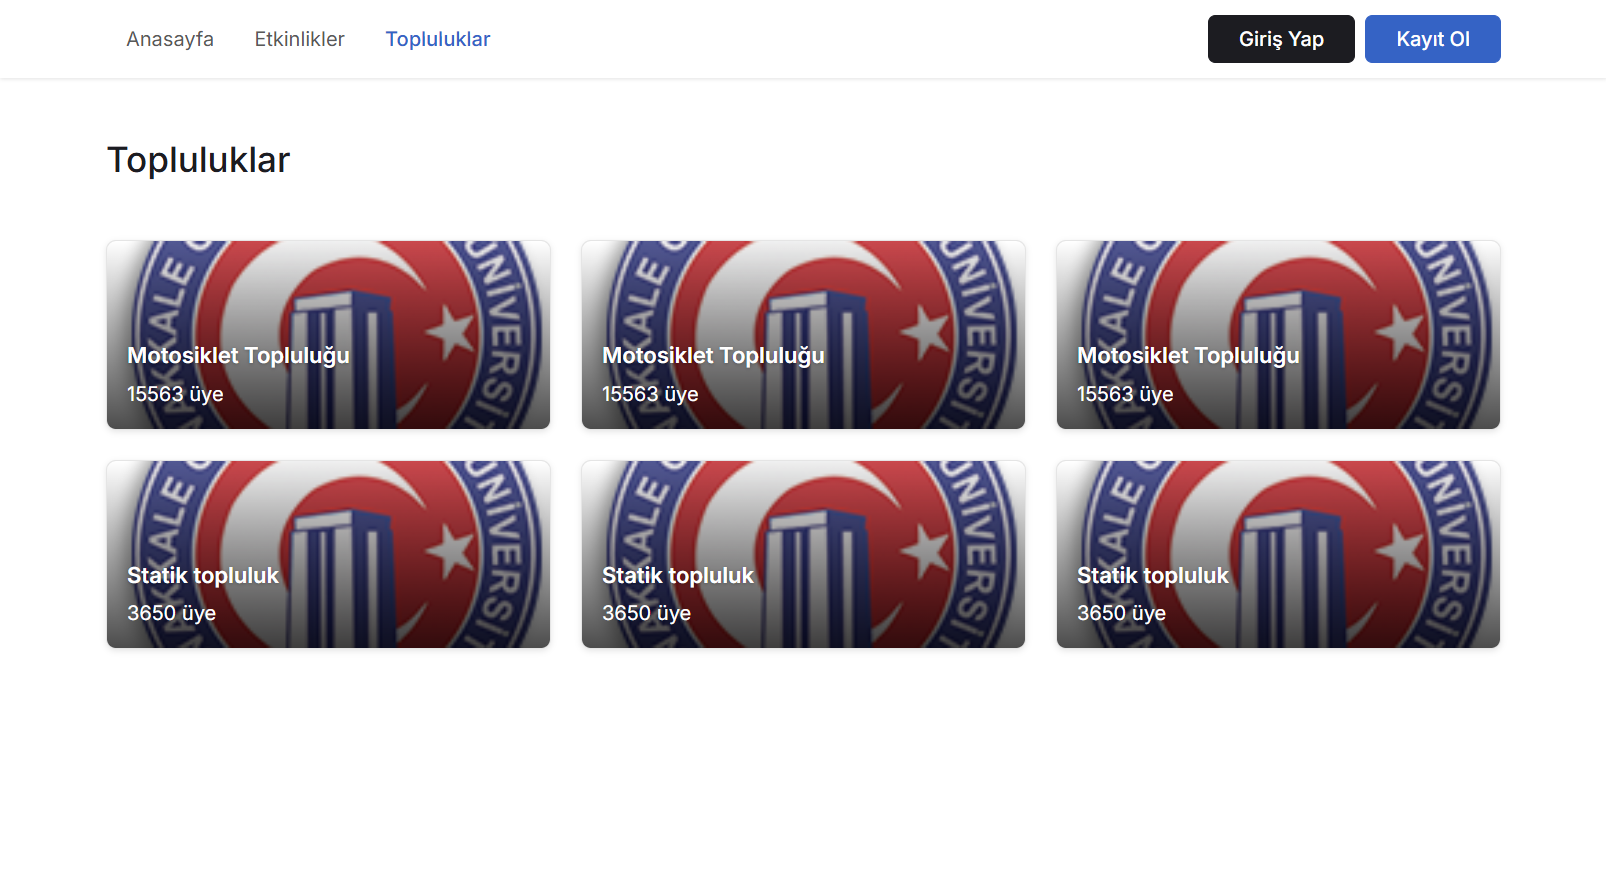 Anasayfa Etkinlikler Topluluklar Giriş Yap Kayıt Ol
Topluluklar
Motosiklet Topluluğu
15563 üye
Motosiklet Topluluğu
15563 üye
Motosiklet Topluluğu
15563 üye
Statik topluluk
3650 üye
Statik topluluk
3650 üye
Statik topluluk
3650 üye